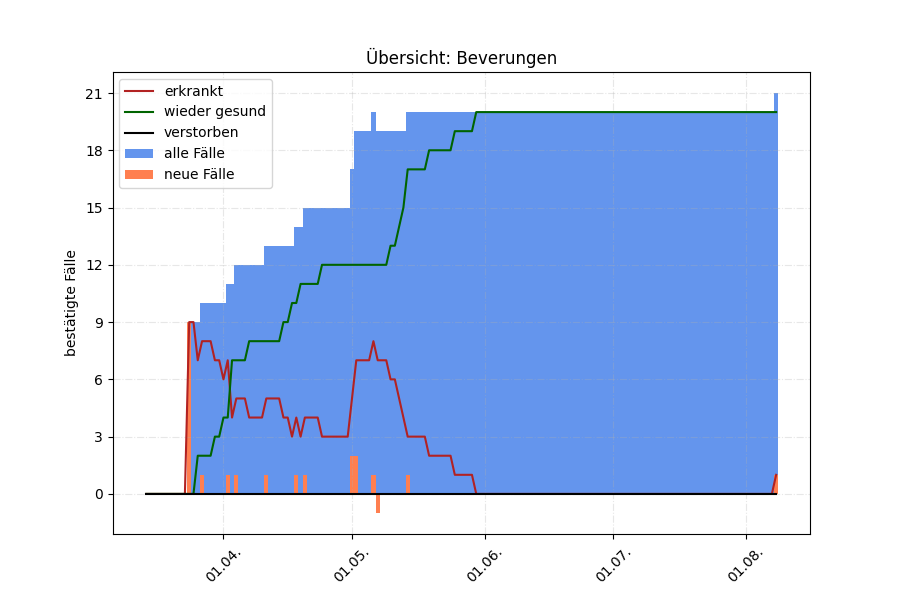 Übersicht: Beverungen
erkrankt
wieder gesund
verstorben
alle Fälle
neue Fälle
bestätigte Fälle
21
18
15
12
9
6
3
0
01.04.
01.05.
01.06.
01.07.
01.08.